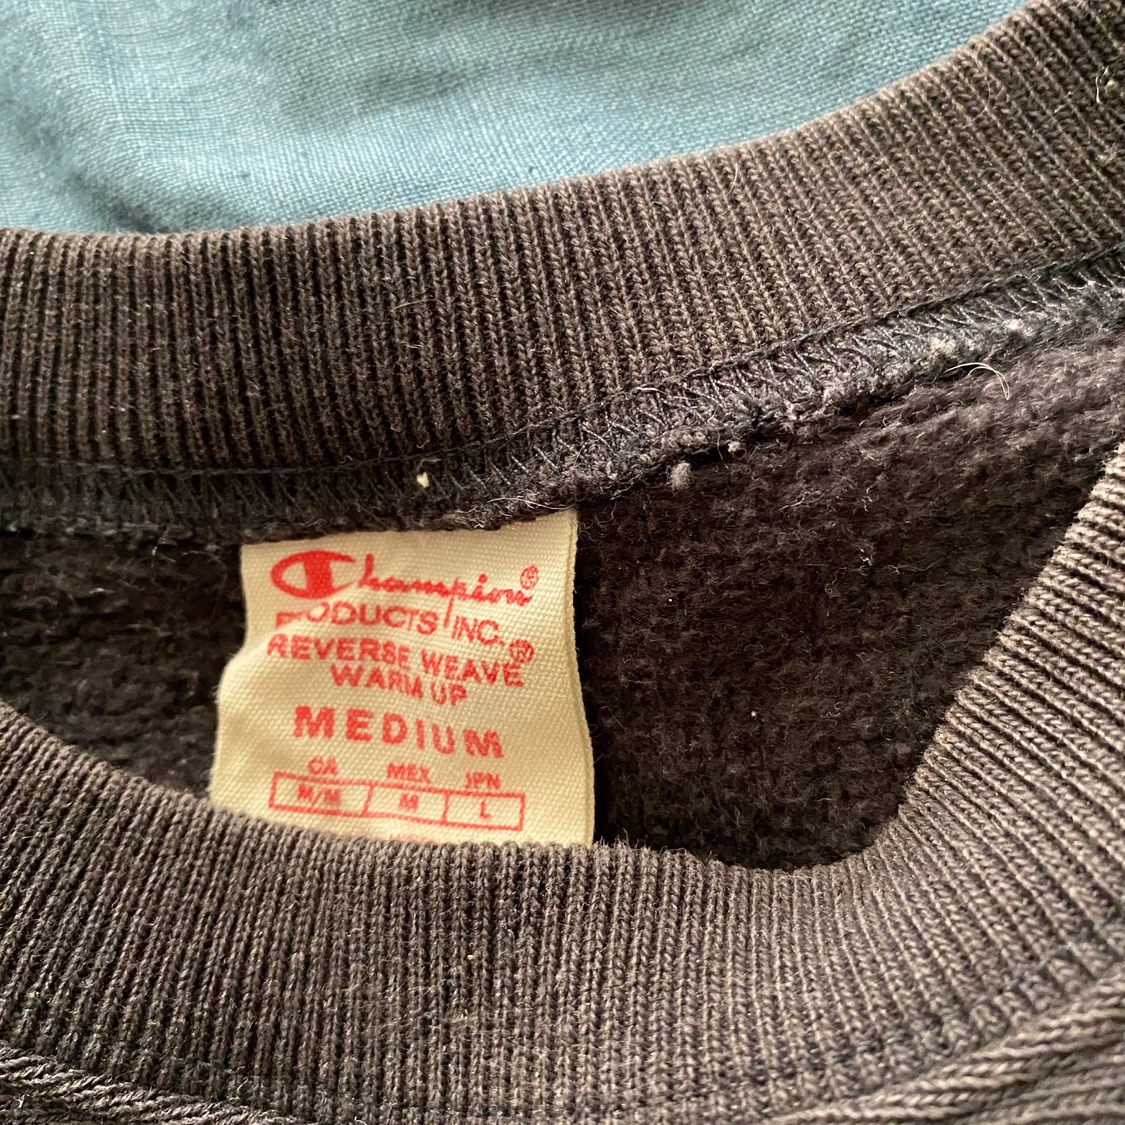 Champion®
PRODUCTS INC.
REVERSE WEAVE®
WARM UP
MEDIUM
CA MEX JPN
M/M M L